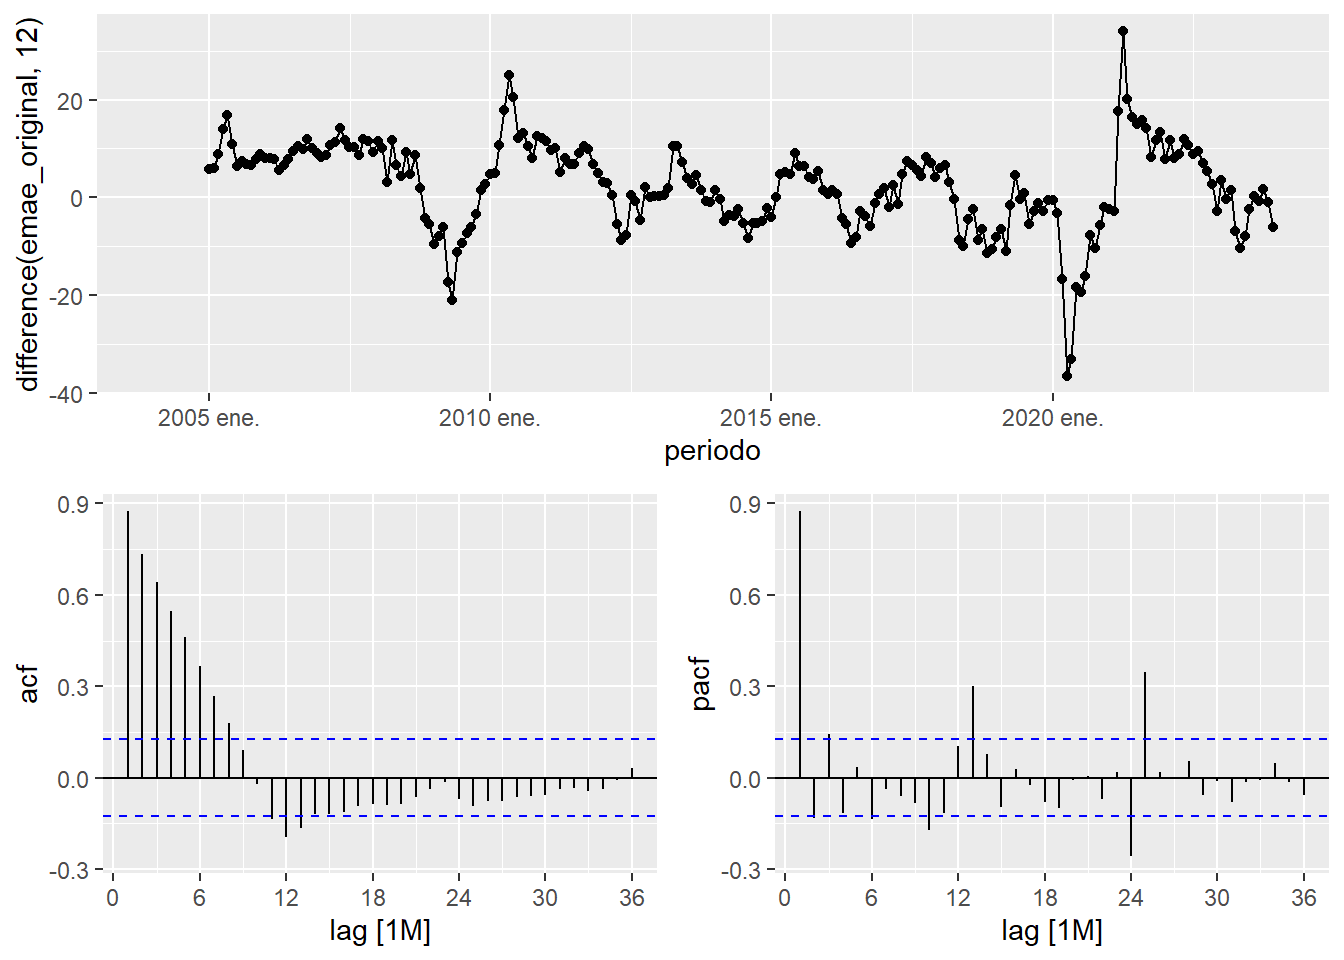 difference(emae_original, 12)
20
0
-20
-40
2005 ene.
2010 ene.
2015 ene.
2020 ene.
periodo
acf
0.9
0.6
0.3
0.0
-0.3
0
6
12
18
24
30
36
lag [1M]
pacf
0.9
0.6
0.3
0.0
-0.3
0
6
12
18
24
30
36
lag [1M]